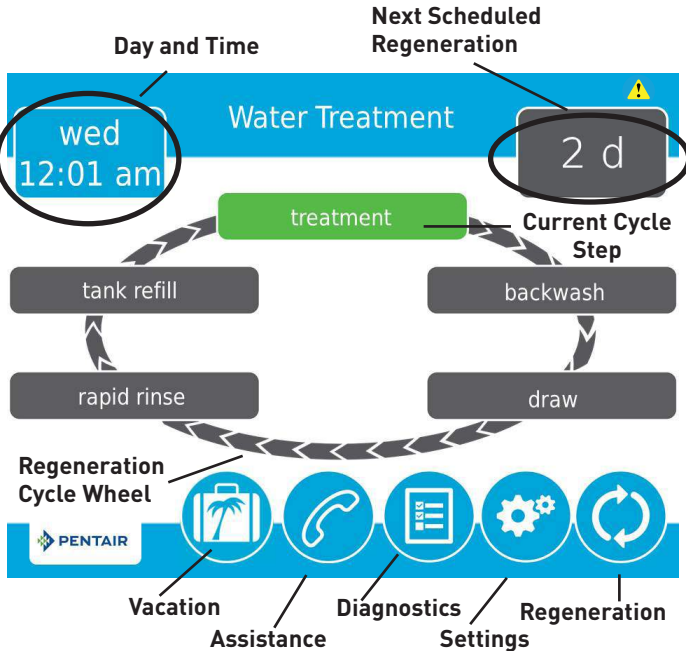 Day and Time
Next Scheduled
Regeneration
wed
12:01 am
Water Treatment
2 d
treatment
Current Cycle
Step
tank refill
backwash
rapid rinse
draw
Regeneration
Cycle Wheel
PENTAIR
Vacation
Assistance
Diagnostics
Settings
Regeneration